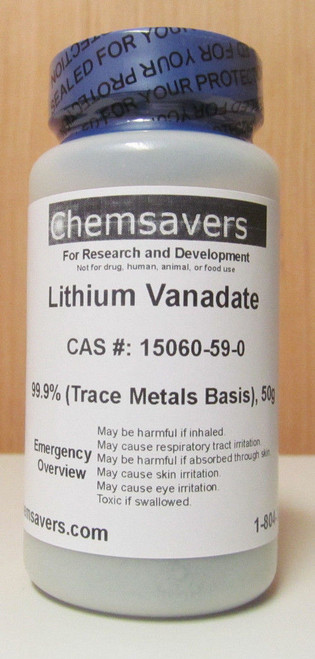 SEALED FOR YOUR
FOR YOUR PROTECTION
Chemsavers
For Research and Development
Not for drug, human, animal, or food use
Lithium Vanadate
CAS #: 15060-59-0
99.9% (Trace Metals Basis), 50g
Emergency
Overview
May be harmful if inhaled.
May cause respiratory tract irritation.
May be harmful if absorbed through skin.
May cause skin irritation.
May cause eye irritation.
Toxic if swallowed.
msavers.com
1-804-